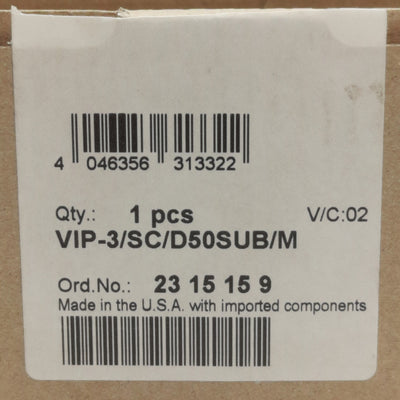 4 046356 313322
Qty.: 1 pcs V/C:02
VIP-3/SC/D50SUB/M
Ord.No.: 23 15 15 9
Made in the U.S.A. with imported components